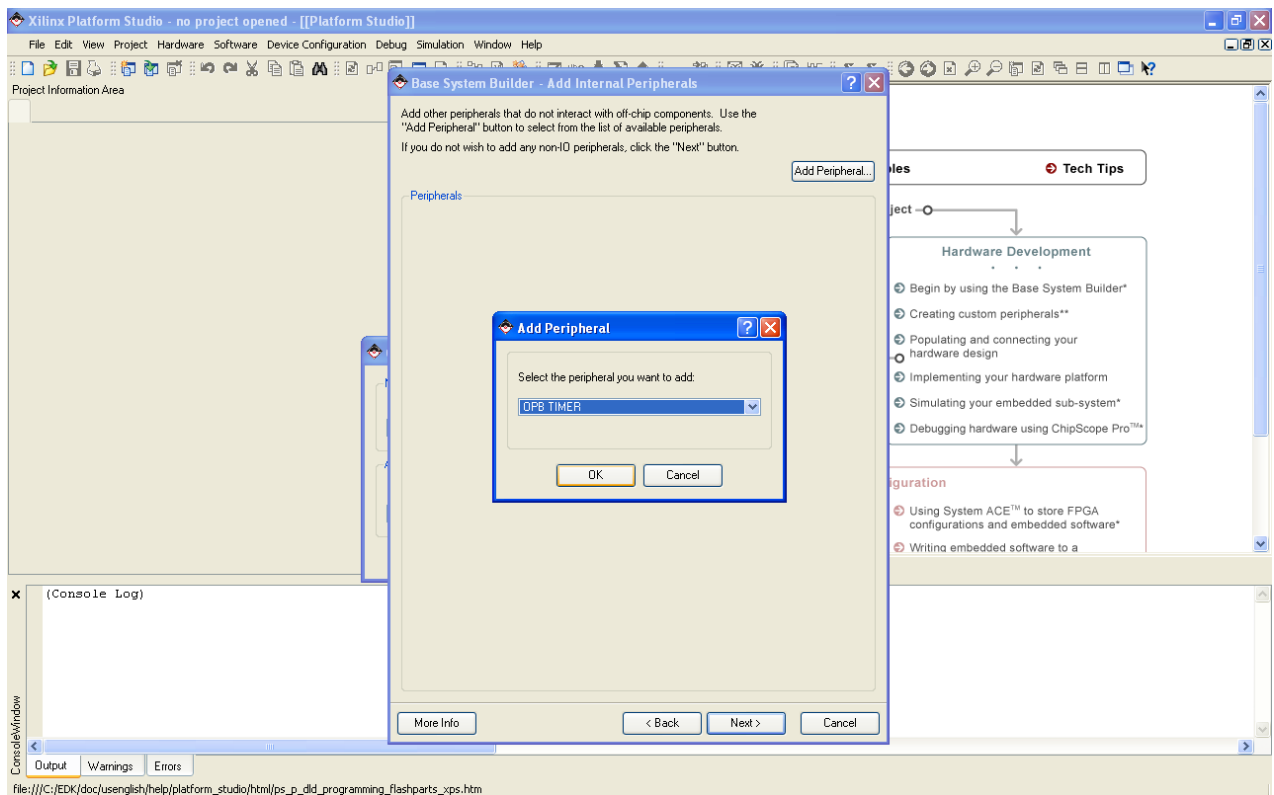 Xilinx Platform Studio - no project opened - [[Platform Studio]]
File Edit View Project Hardware Software Device Configuration Debug Simulation Window Help
Project Information Area
Base System Builder - Add Internal Peripherals
Add other peripherals that do not interact with off-chip components. Use the
"Add Peripheral" button to select from the list of available peripherals.
If you do not wish to add any non-IO peripherals, click the "Next" button.
Add Peripheral...
Peripherals
Add Peripheral
Select the peripheral you want to add:
OPB TIMER
OK Cancel
More Info < Back Next > Cancel
Tech Tips
Hardware Development
Begin by using the Base System Builder*
Creating custom peripherals**
Populating and connecting your
hardware design
Implementing your hardware platform
Simulating your embedded sub-system*
Debugging hardware using ChipScope Pro™*
Using System ACE™ to store FPGA
configurations and embedded software*
Writing embedded software to a
(Console Log)
ConsoleWindow
Output Warnings Errors
file:///C:/EDK/doc/usenglish/help/platform_studio/html/ps_p_dld_programming_flashparts_xps.htm